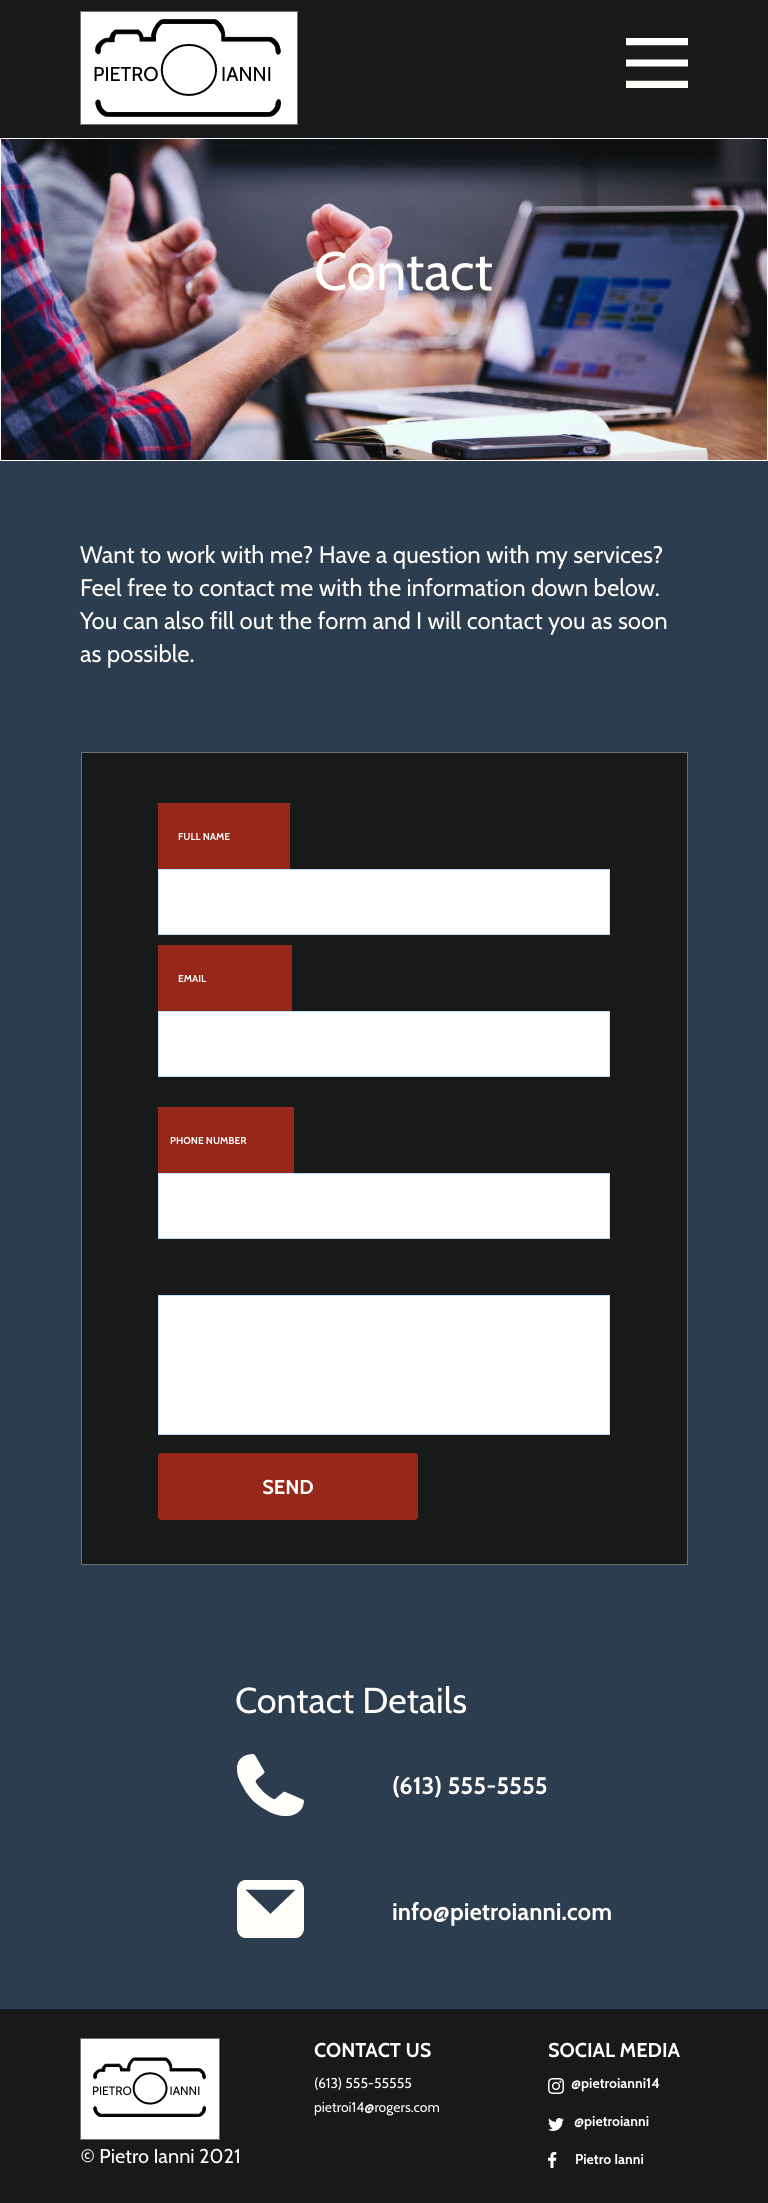 PIETRO IANNI
Contact
Want to work with me? Have a question with my services?
Feel free to contact me with the information down below.
You can also fill out the form and I will contact you as soon
as possible.
FULL NAME
EMAIL
PHONE NUMBER
SEND
Contact Details
(613) 555-5555
info@pietroianni.com
PIETRO IANNI
© Pietro Ianni 2021
CONTACT US
(613) 555-55555
pietroi14@rogers.com
SOCIAL MEDIA
@pietroianni14
@pietroianni
Pietro Ianni